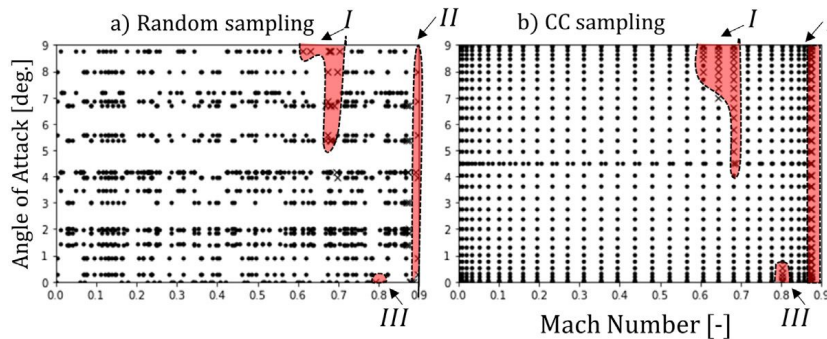 a) Random sampling
I
II
b) CC sampling
I
Angle of Attack [deg.]
9
8
7
6
5
4
3
2
1
0
0.0 0.1 0.2 0.3 0.4 0.5 0.6 0.7 0.8 0.9
III
9
8
7
6
5
4
3
2
1
0
0.0 0.1 0.2 0.3 0.4 0.5 0.6 0.7 0.8 0.9
III
Mach Number [-]